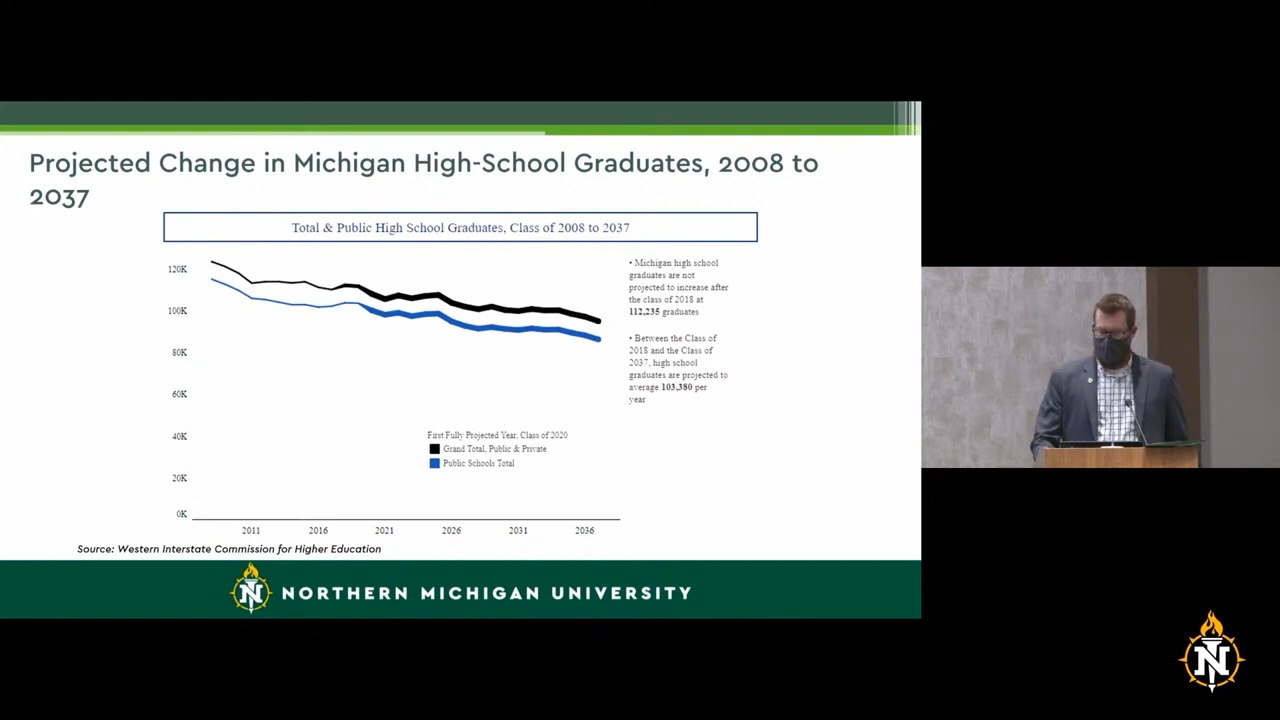 Projected Change in Michigan High-School Graduates, 2008 to
2037
Total & Public High School Graduates, Class of 2008 to 2037
120K
100K
80K
60K
40K
20K
0K
2011 2016 2021 2026 2031 2036
• Michigan high school
graduates are not
projected to increase after
the class of 2018 at
112,235 graduates
• Between the Class of
2018 and the Class of
2037, high school
graduates are projected to
average 103,380 per
year
First Fully Projected Year, Class of 2020
Grand Total, Public & Private
Public Schools Total
Source: Western Interstate Commission for Higher Education
N NORTHERN MICHIGAN UNIVERSITY
N